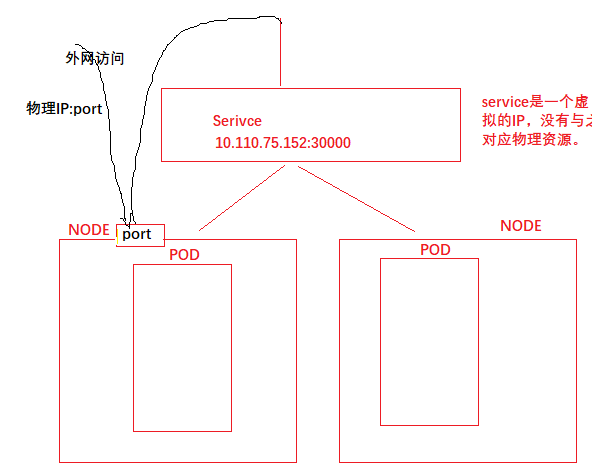 外网访问
物理IP:port
Serivce
10.110.75.152:30000
service是一个虚
拟的IP，没有与之
对应物理资源。
NODE
port
POD
NODE
POD